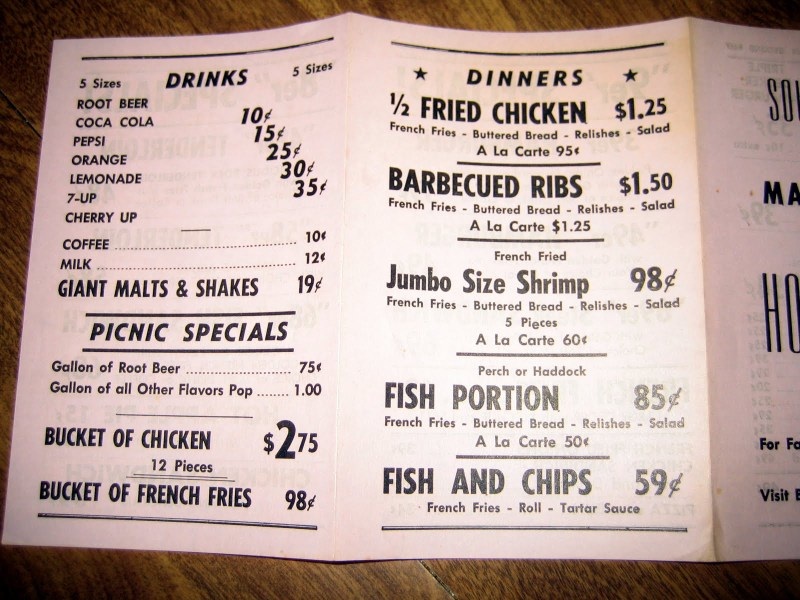 5 Sizes DRINKS 5 Sizes
ROOT BEER
COCA COLA 10¢
PEPSI 15¢
ORANGE 25¢
LEMONADE 30¢
7-UP 35¢
CHERRY UP
COFFEE 10¢
MILK 12¢
GIANT MALTS & SHAKES 19¢
PICNIC SPECIALS
Gallon of Root Beer 75¢
Gallon of all Other Flavors Pop 1.00
BUCKET OF CHICKEN $2.75
12 Pieces
BUCKET OF FRENCH FRIES 98¢
★ DINNERS ★
½ FRIED CHICKEN $1.25
French Fries - Buttered Bread - Relishes - Salad
A La Carte 95¢
BARBECUED RIBS $1.50
French Fries - Buttered Bread - Relishes - Salad
A La Carte $1.25
French Fried
Jumbo Size Shrimp 98¢
French Fries - Buttered Bread - Relishes - Salad
5 Pieces
A La Carte 60¢
Perch or Haddock
FISH PORTION 85¢
French Fries - Buttered Bread - Relishes - Salad
A La Carte 50¢
FISH AND CHIPS 59¢
French Fries - Roll - Tartar Sauce
MA
HO
For Fa
Visit